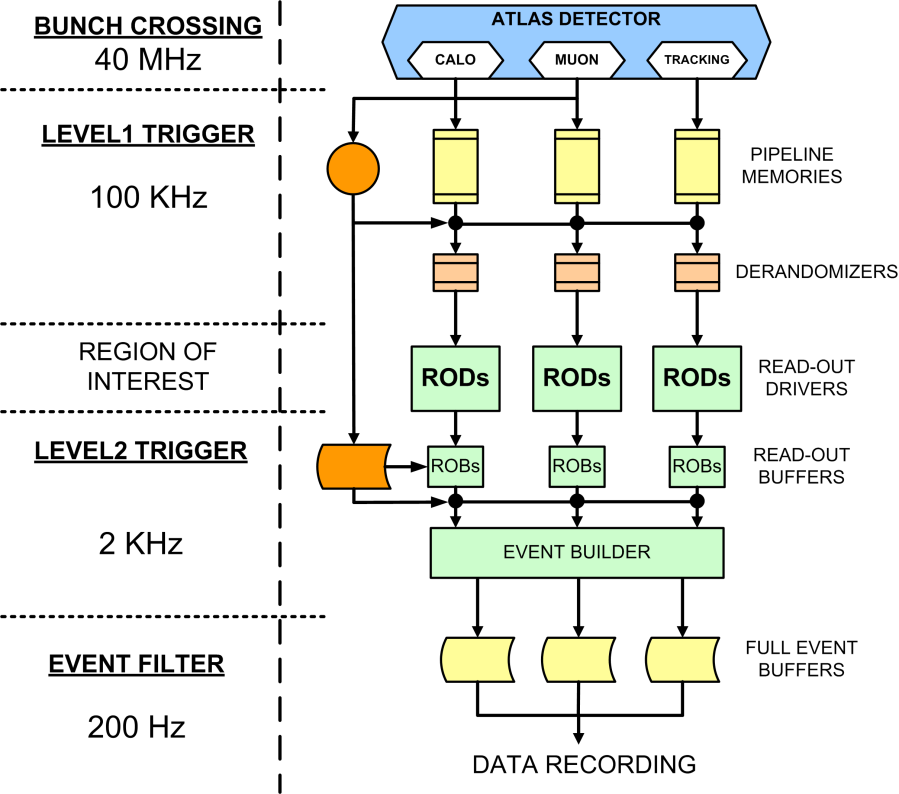 BUNCH CROSSING
40 MHz
ATLAS DETECTOR
CALO
MUON
TRACKING
LEVEL1 TRIGGER
100 KHz
PIPELINE
MEMORIES
DERANDOMIZERS
REGION OF
INTEREST
RODs
RODs
RODs
READ-OUT
DRIVERS
LEVEL2 TRIGGER
2 KHz
ROBs
ROBs
ROBs
READ-OUT
BUFFERS
EVENT BUILDER
EVENT FILTER
200 Hz
FULL EVENT
BUFFERS
DATA RECORDING